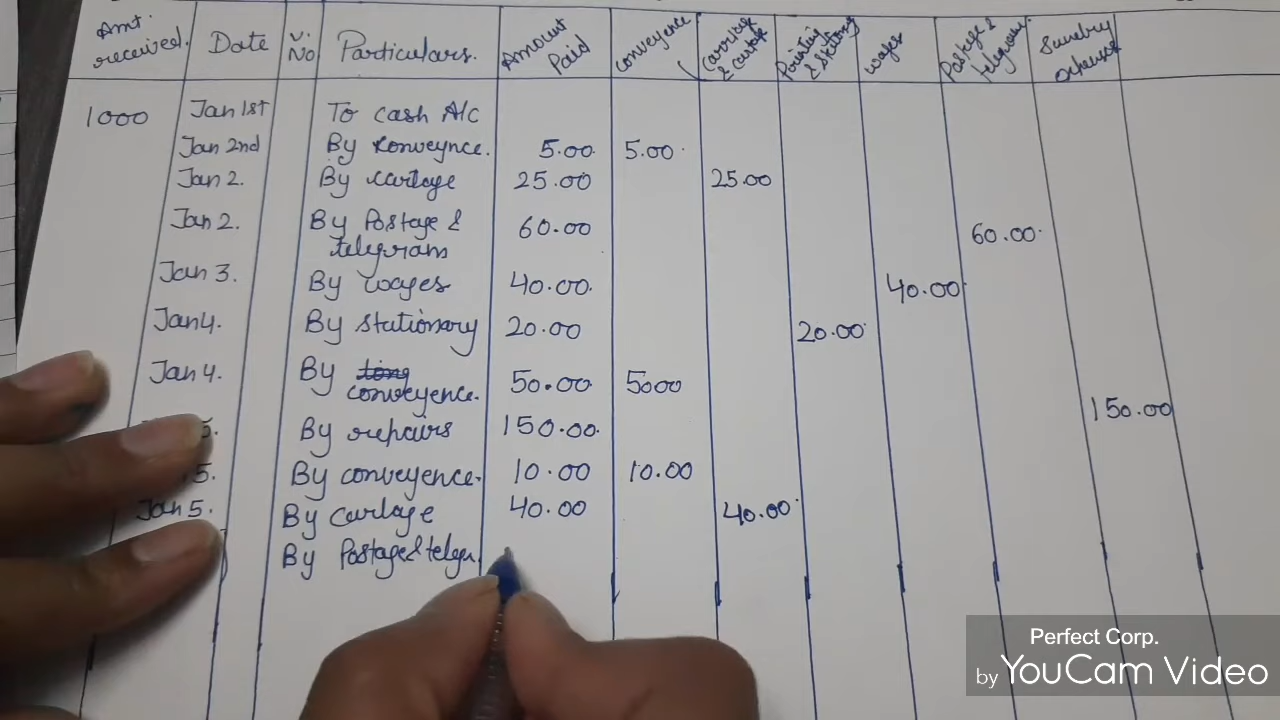 Amt. received. Date V. No Particulars. Amount Paid conveyence Carriage & cartage Printing & stationy wages Postage & telegram Sundry expenses
1000 Jan 1st To cash A/c
Jan 2nd By conveynce. 5.00 5.00
Jan 2. By cartage 25.00 25.00
Jan 2. By Postage & telegram 60.00 60.00
Jan 3. By wages 40.00 40.00
Jan 4. By stationary 20.00 20.00
Jan 4. By conveyence. 50.00 5000
5. By repairs 150.00 150.00
5. By conveyence. 10.00 10.00
Jan 5. By cartage 40.00 40.00
By Postage & telegr.
Perfect Corp.
by YouCam Video